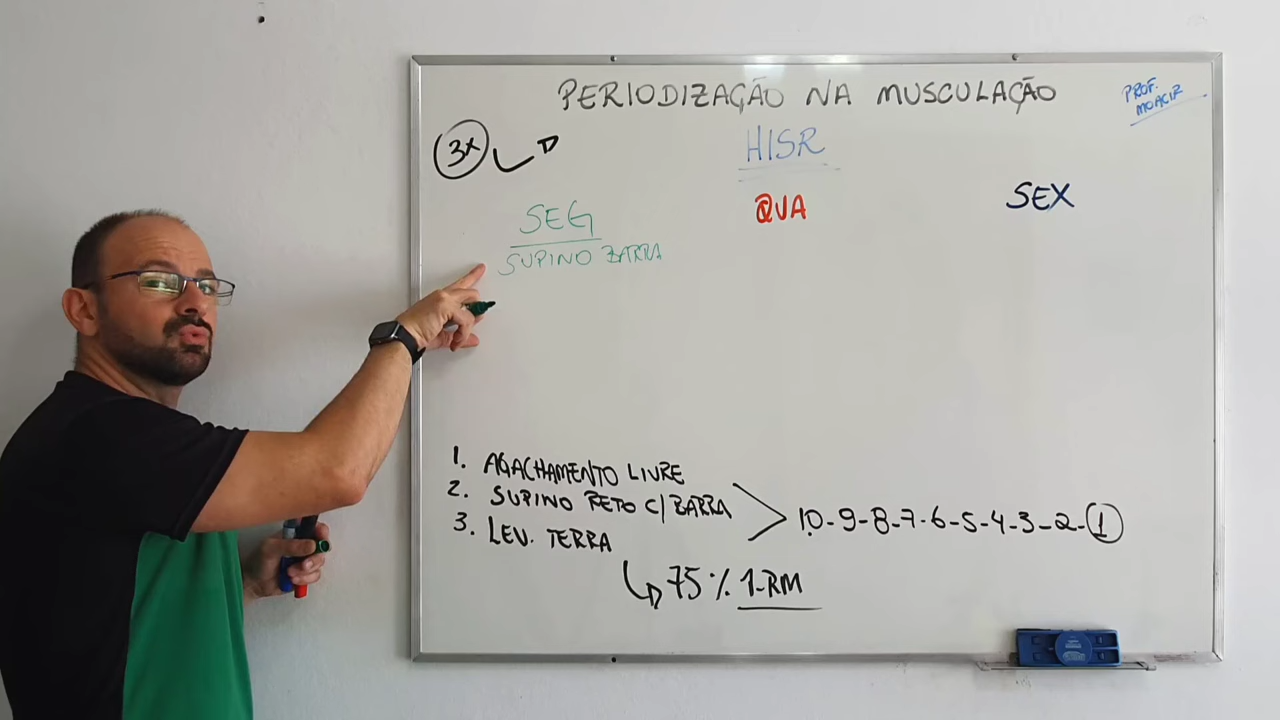 PERIODIZAÇÃO NA MUSCULAÇÃO
PROF.
MOACIR
3X
HISR
SEG
QUA
SEX
SUPINO BARRA
1. AGACHAMENTO LIVRE
2. SUPINO RETO C/ BARRA
3. LEV. TERRA
10-9-8-7-6-5-4-3-2-1
75% 1-RM